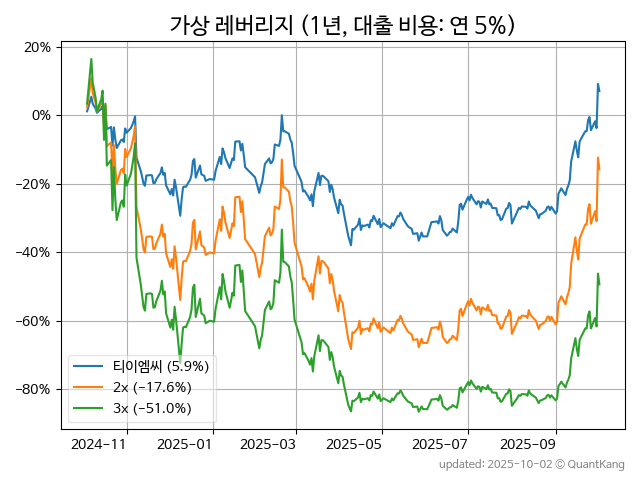 가상 레버리지 (1년, 대출 비용: 연 5%)
20%
0%
−20%
−40%
−60%
−80%
티이엠씨 (5.9%)
2x (−17.6%)
3x (−51.0%)
2024-11 2025-01 2025-03 2025-05 2025-07 2025-09
updated: 2025-10-02 © QuantKang